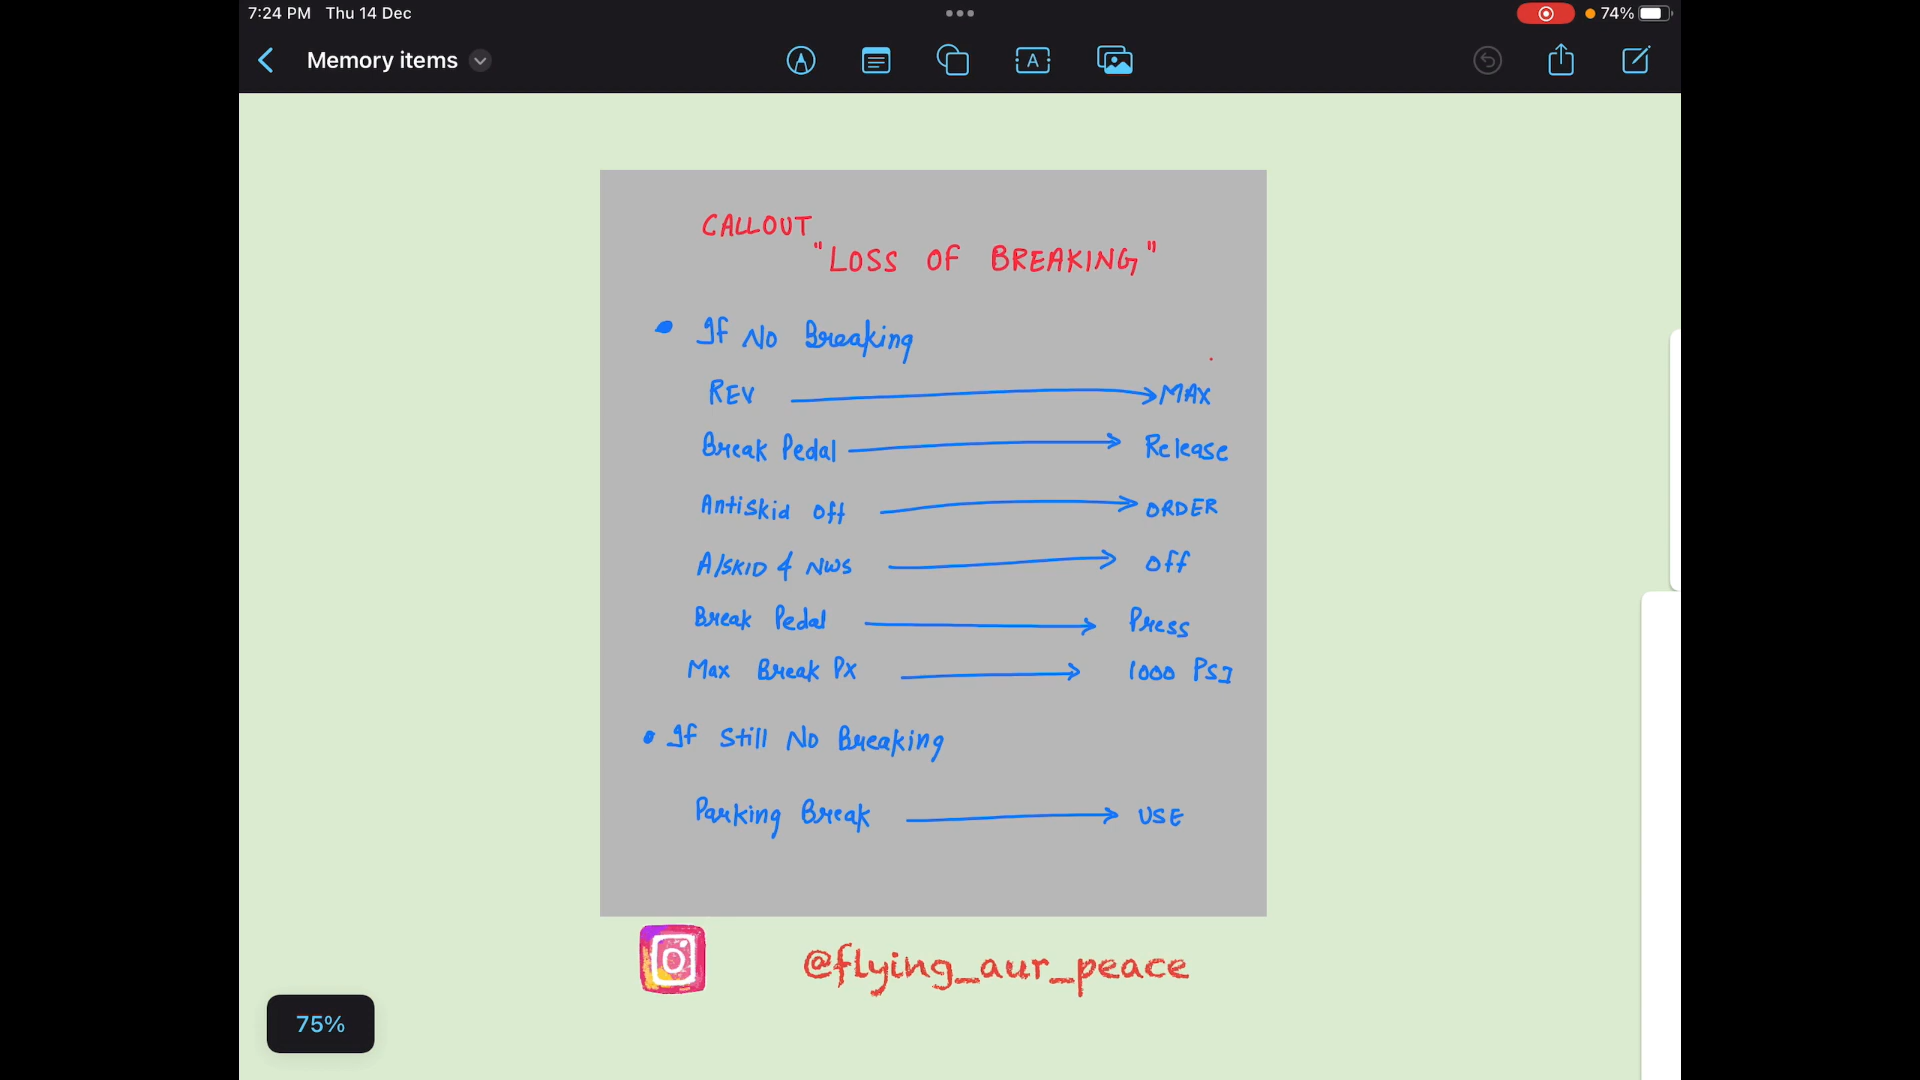 7:24 PM Thu 14 Dec
74%
Memory items
A
CALLOUT
"LOSS OF BREAKING"
If No Breaking
REV MAX
Break Pedal Release
Antiskid off ORDER
A/SKID & NWS off
Break Pedal Press
Max Break Px 1000 PSI
If Still No Breaking
Parking Break USE
@flying_aur_peace
75%